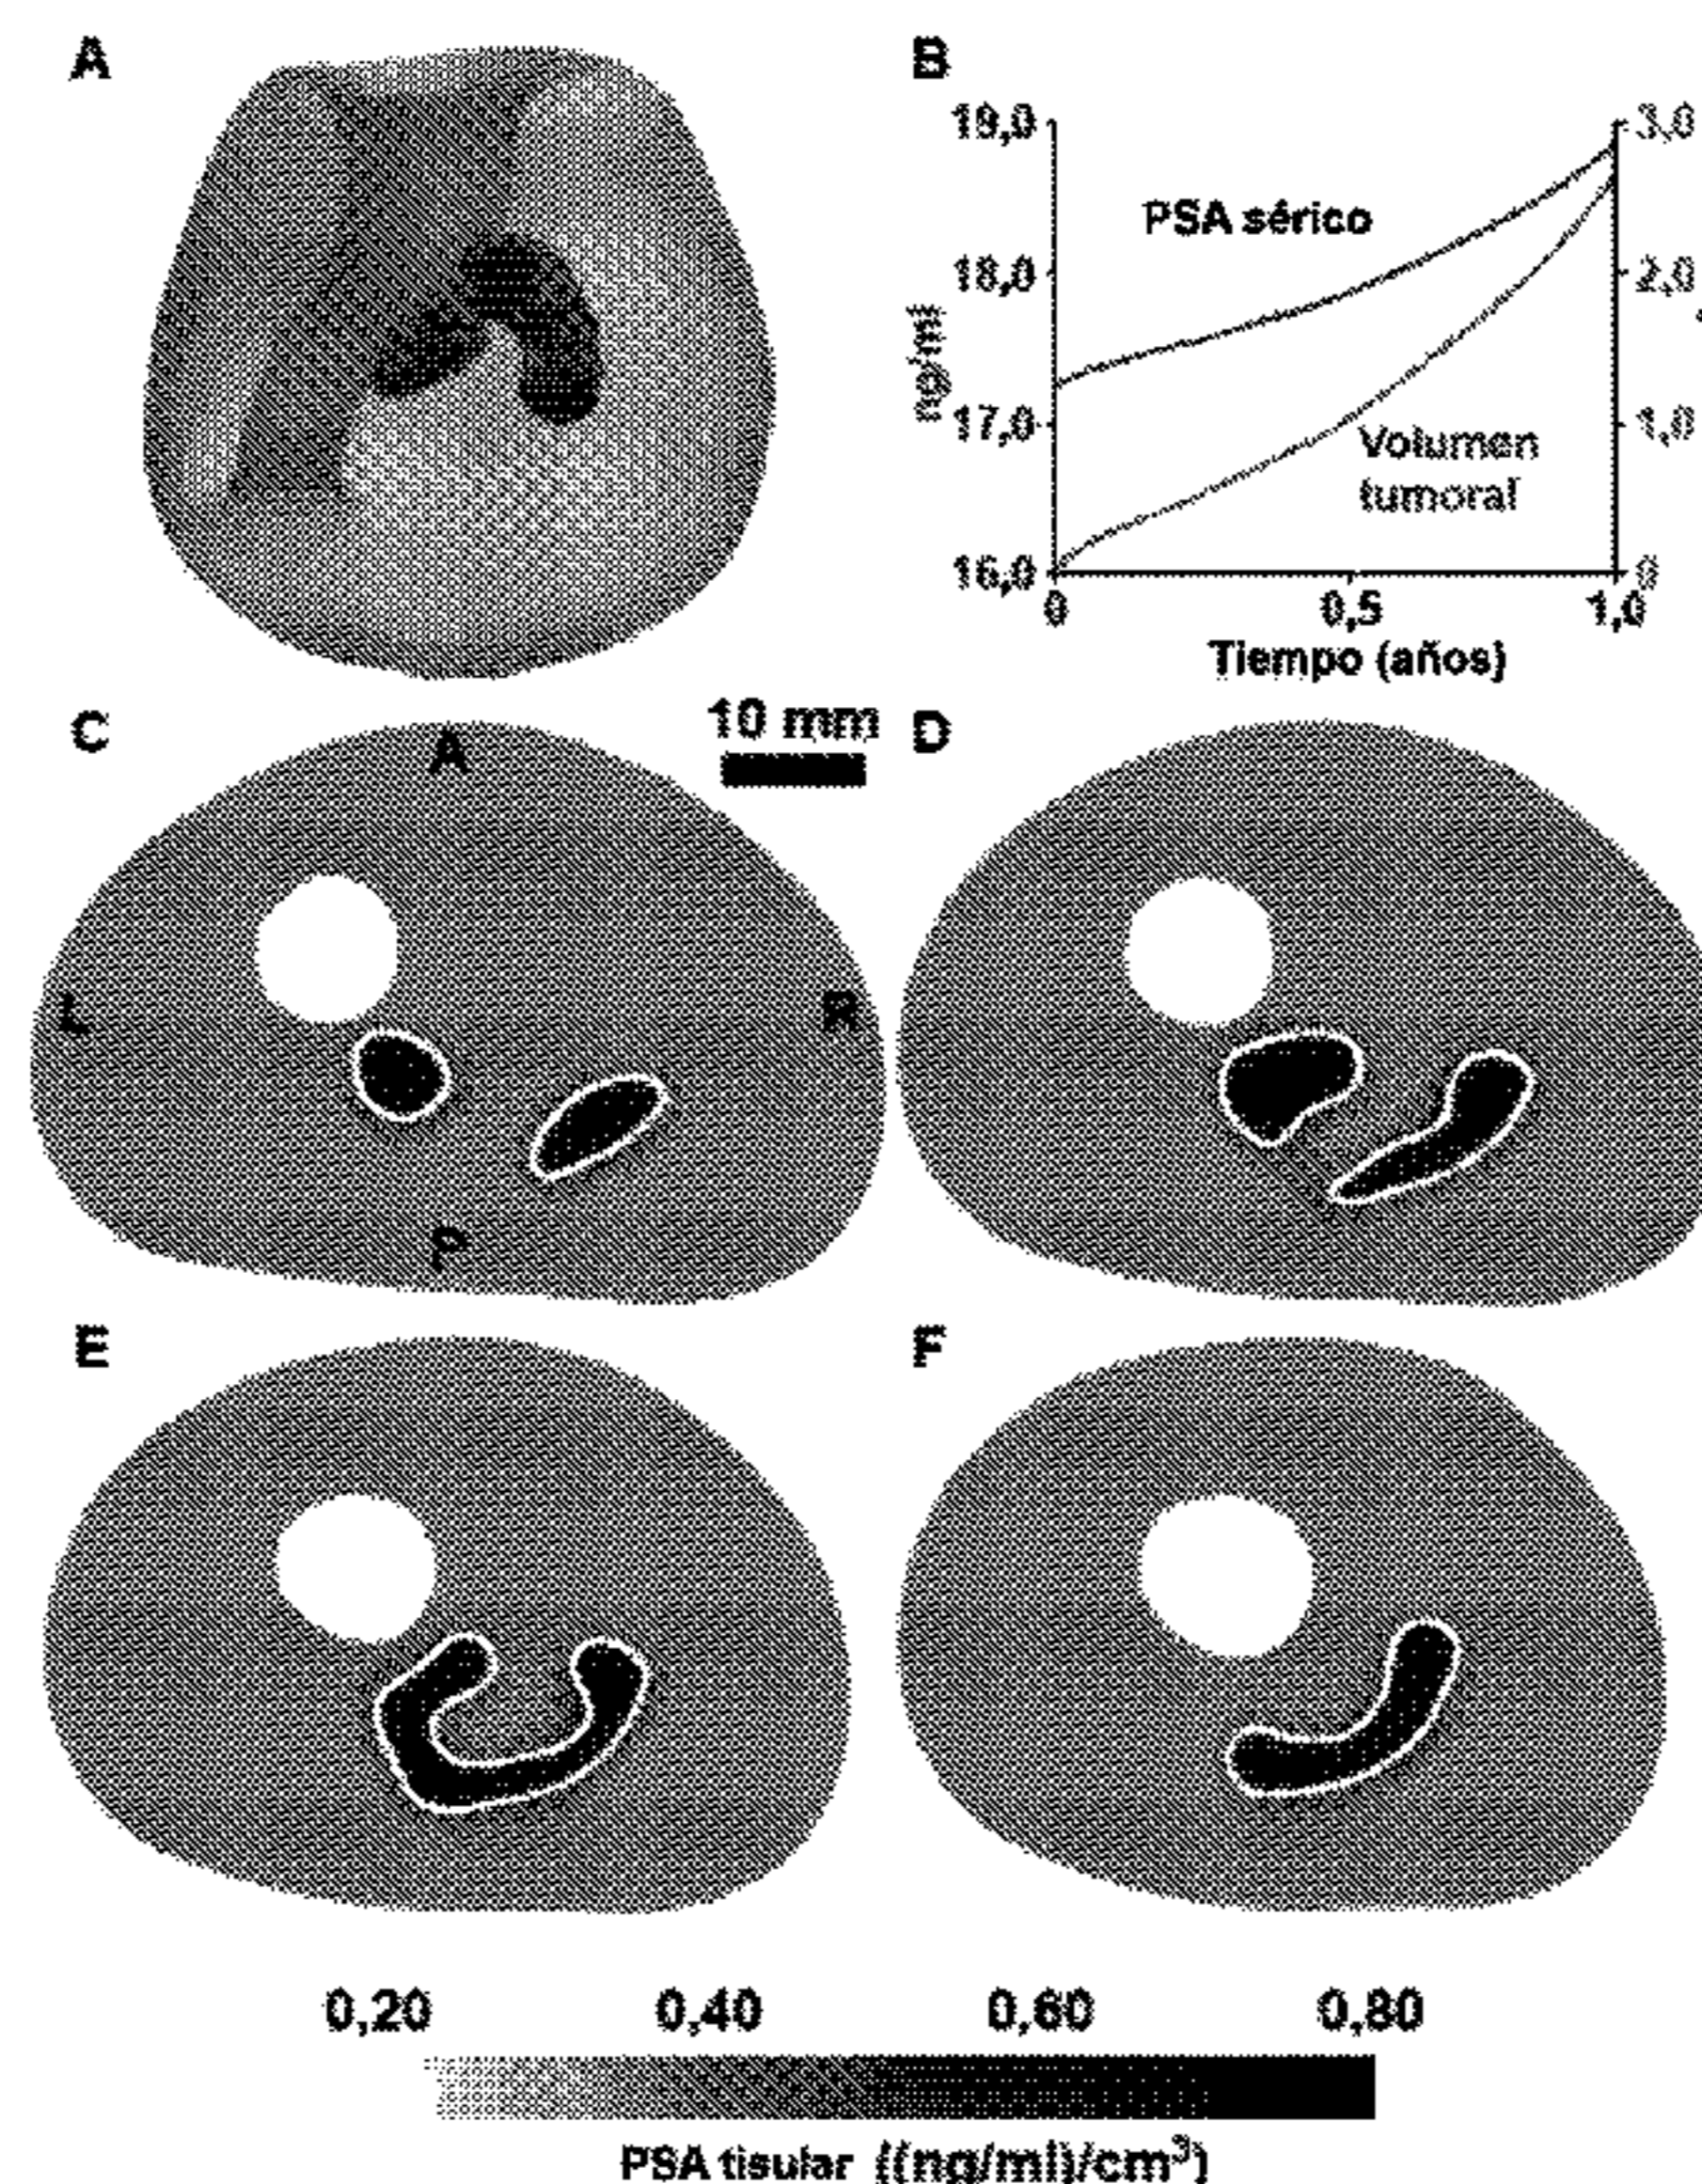 A
B
19,0
3,0
PSA sérico
18,0
2,0
ng/ml
17,0
1,0
Volumen
tumoral
16,0
0
0
0,5
1,0
Tiempo (años)
C
10 mm
D
A
L
R
P
E
F
0,20
0,40
0,60
0,80
PSA tisular ((ng/ml)/cm³)